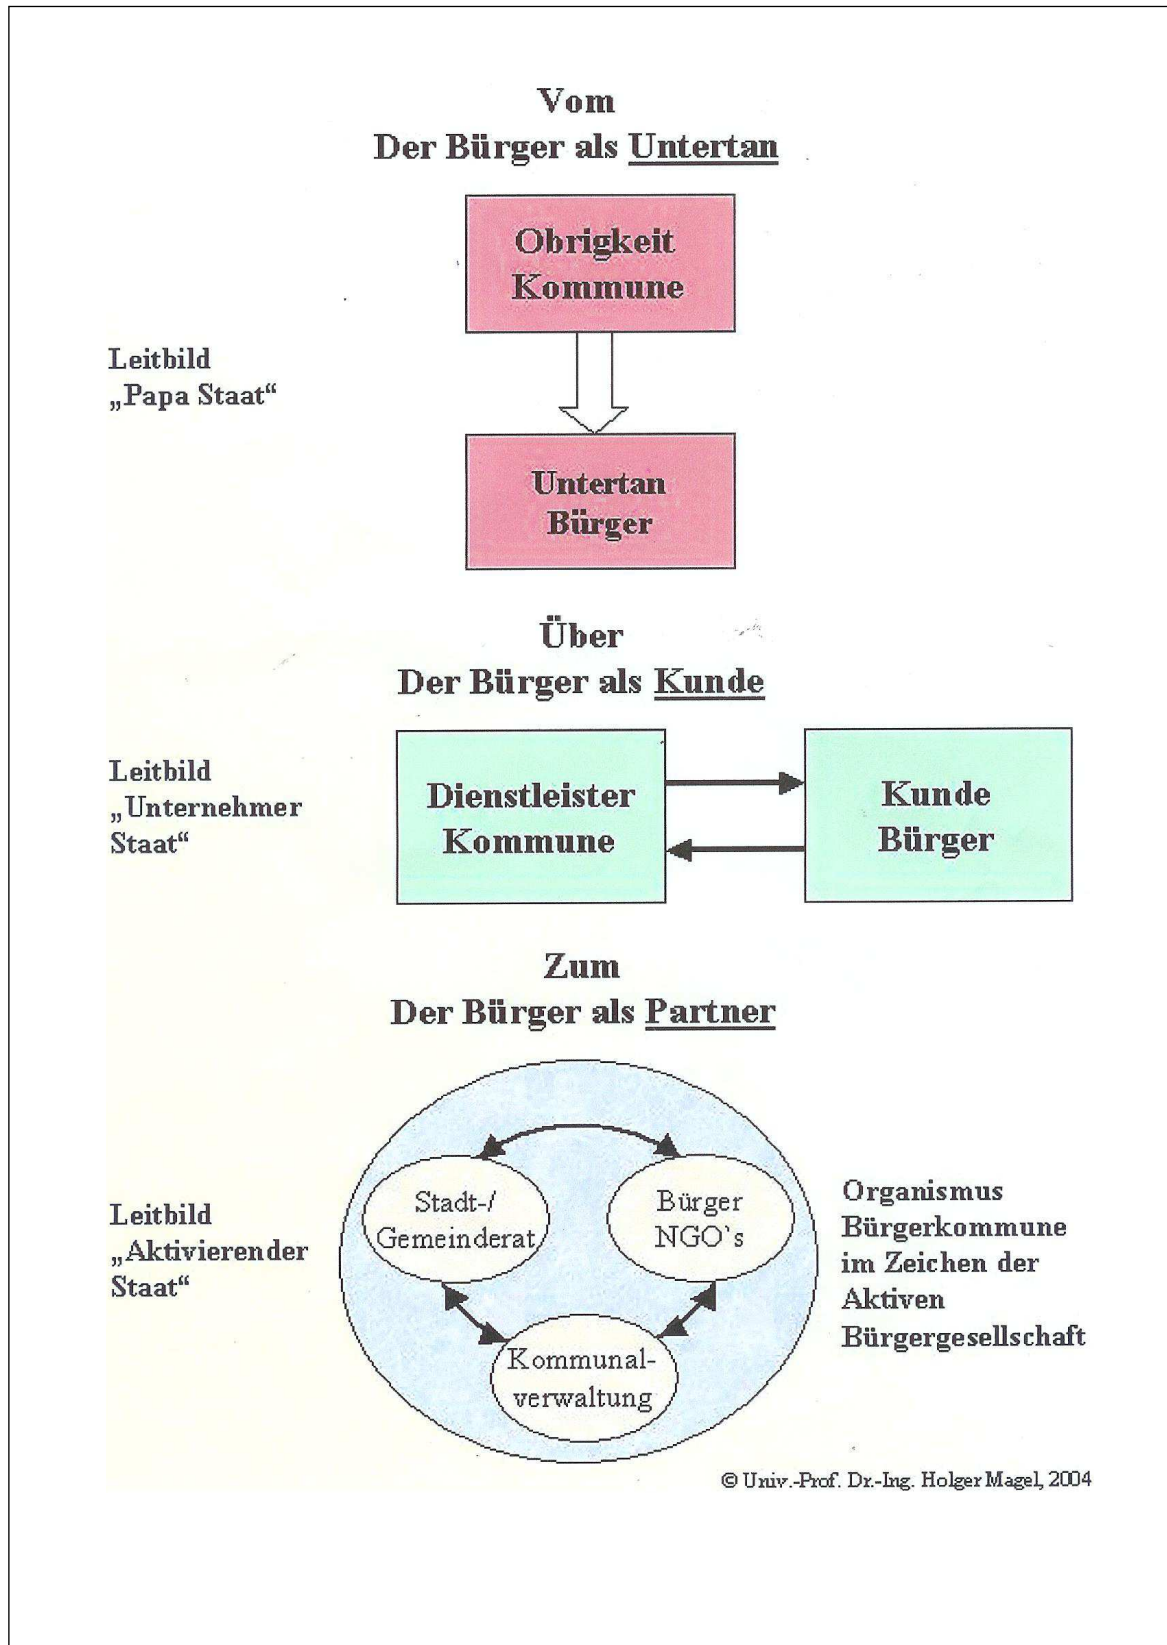 Vom
Der Bürger als Untertan
Obrigkeit
Kommune
Leitbild
„Papa Staat“
Untertan
Bürger
Über
Der Bürger als Kunde
Leitbild
„Unternehmer
Staat“
Dienstleister
Kommune
Kunde
Bürger
Zum
Der Bürger als Partner
Leitbild
„Aktivierender
Staat“
Stadt-/
Gemeinderat
Bürger
NGO`s
Kommunal-
verwaltung
Organismus
Bürgerkommune
im Zeichen der
Aktiven
Bürgergesellschaft
© Univ.-Prof. Dr.-Ing. Holger Magel, 2004